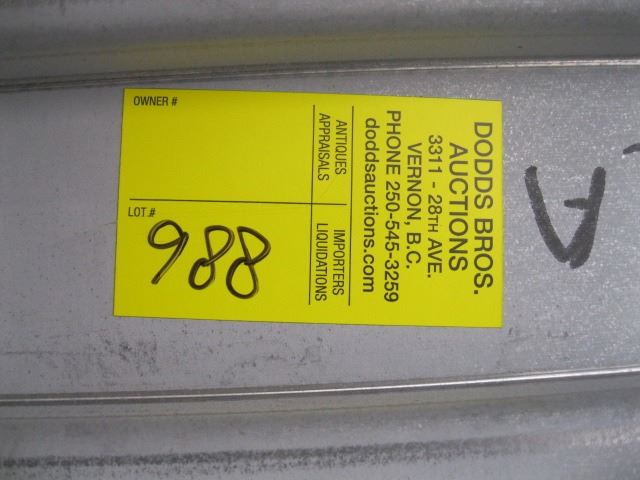 DODDS BROS.
AUCTIONS
3311 - 28TH AVE.
VERNON, B.C.
PHONE 250-545-3259
doddsauctions.com
ANTIQUES
APPRAISALS
IMPORTERS
LIQUIDATIONS
OWNER #
LOT.#
988